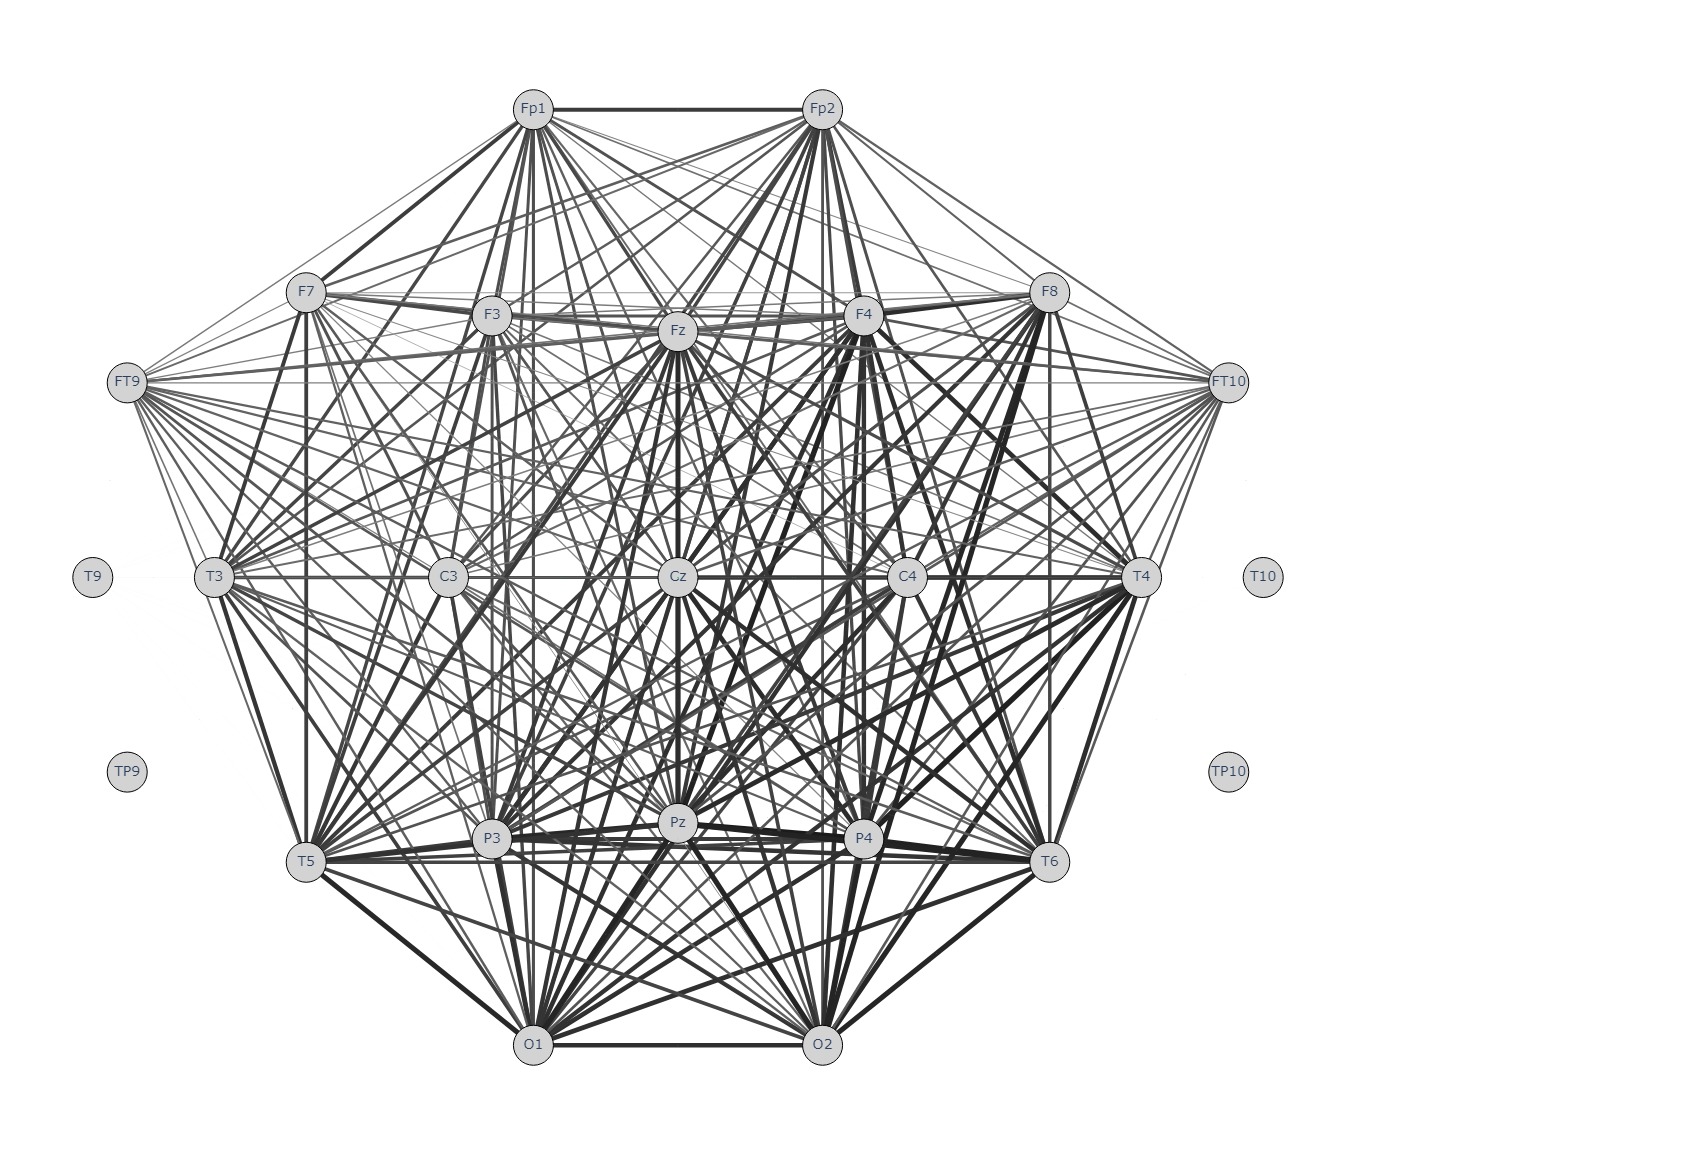 Fp1 Fp2
F7 F3 Fz F4 F8
FT9 FT10
T9 T3 C3 Cz C4 T4 T10
TP9 TP10
T5 P3 Pz P4 T6
O1 O2